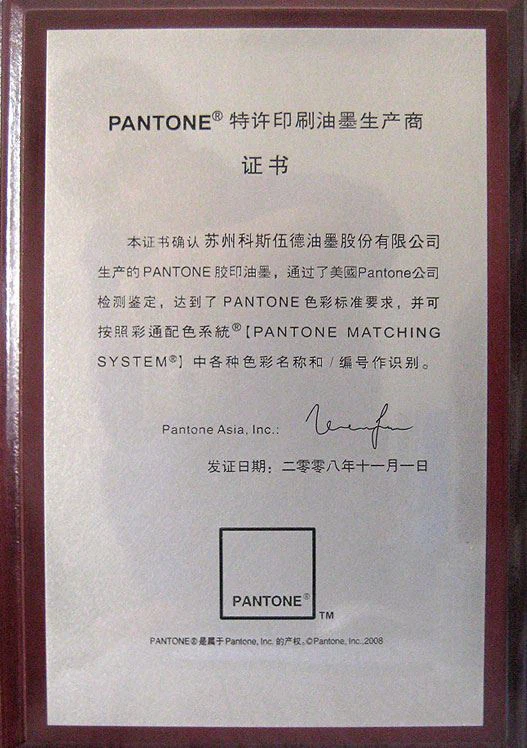 PANTONE® 特许印刷油墨生产商
证书
本证书确认 苏州科斯伍德油墨股份有限公司
生产的 PANTONE 胶印油墨，通过了美國Pantone公司
检测鉴定，达到了 PANTONE 色彩标准要求，并可
按照彩通配色系統®【PANTONE MATCHING
SYSTEM®】中各种色彩名称和 / 编号作识别。
Pantone Asia, Inc.:
发证日期：二零零八年十一月一日
PANTONE®
TM
PANTONE®是属于Pantone, Inc. 的产权。©Pantone, Inc.,2008